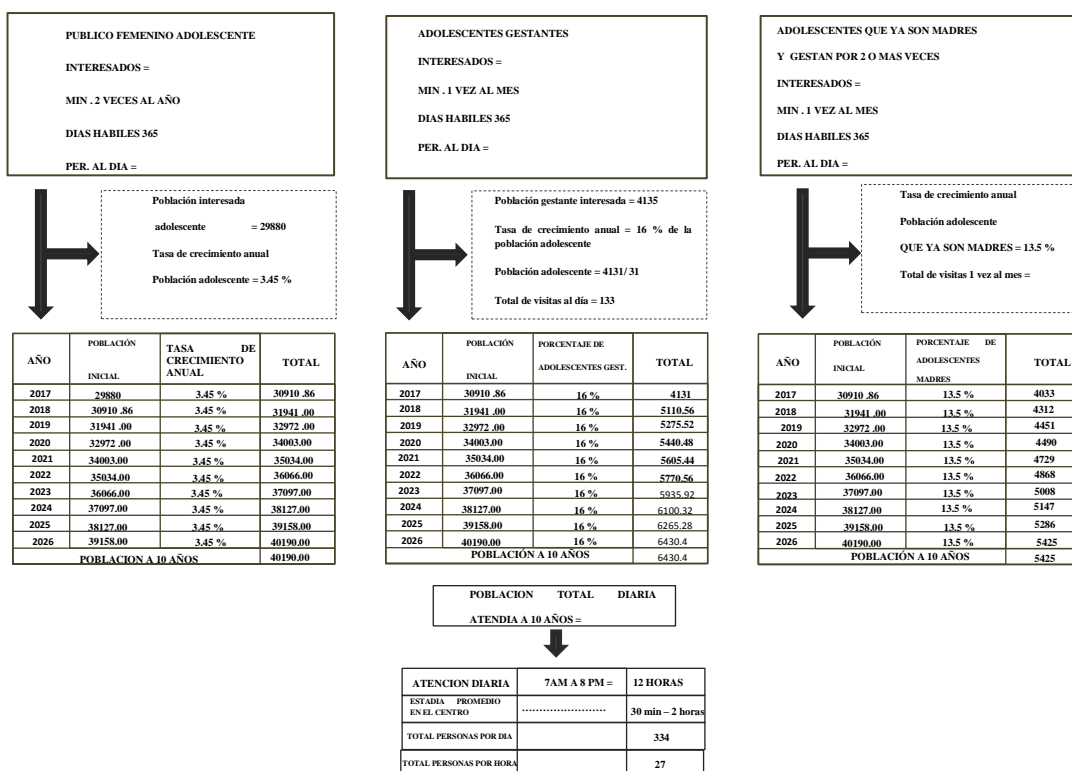 PUBLICO FEMENINO ADOLESCENTE
INTERESADOS =
MIN . 2 VECES AL AÑO
DIAS HABILES 365
PER. AL DIA =
ADOLESCENTES GESTANTES
INTERESADOS =
MIN . 1 VEZ AL MES
DIAS HABILES 365
PER. AL DIA =
ADOLESCENTES QUE YA SON MADRES
Y GESTAN POR 2 O MAS VECES
INTERESADOS =
MIN . 1 VEZ AL MES
DIAS HABILES 365
PER. AL DIA =
Población interesada
adolescente = 29880
Tasa de crecimiento anual
Población adolescente = 3.45 %
Población gestante interesada = 4135
Tasa de crecimiento anual = 16 % de la
población adolescente
Población adolescente = 4131/ 31
Total de visitas al día = 133
Tasa de crecimiento anual
Población adolescente
QUE YA SON MADRES = 13.5 %
Total de visitas 1 vez al mes =
AÑO POBLACIÓN INICIAL TASA DE CRECIMIENTO ANUAL TOTAL
2017 29880 3.45 % 30910 .86
2018 30910 .86 3.45 % 31941 .00
2019 31941 .00 3.45 % 32972 .00
2020 32972 .00 3.45 % 34003.00
2021 34003.00 3.45 % 35034.00
2022 35034.00 3.45 % 36066.00
2023 36066.00 3.45 % 37097.00
2024 37097.00 3.45 % 38127.00
2025 38127.00 3.45 % 39158.00
2026 39158.00 3.45 % 40190.00
POBLACION A 10 AÑOS 40190.00
AÑO POBLACIÓN INICIAL PORCENTAJE DE ADOLESCENTES GEST. TOTAL
2017 30910 .86 16 % 4131
2018 31941 .00 16 % 5110.56
2019 32972 .00 16 % 5275.52
2020 34003.00 16 % 5440.48
2021 35034.00 16 % 5605.44
2022 36066.00 16 % 5770.56
2023 37097.00 16 % 5935.92
2024 38127.00 16 % 6100.32
2025 39158.00 16 % 6265.28
2026 40190.00 16 % 6430.4
POBLACIÓN A 10 AÑOS 6430.4
AÑO POBLACIÓN INICIAL PORCENTAJE DE ADOLESCENTES MADRES TOTAL
2017 30910 .86 13.5 % 4033
2018 31941 .00 13.5 % 4312
2019 32972 .00 13.5 % 4451
2020 34003.00 13.5 % 4490
2021 35034.00 13.5 % 4729
2022 36066.00 13.5 % 4868
2023 37097.00 13.5 % 5008
2024 38127.00 13.5 % 5147
2025 39158.00 13.5 % 5286
2026 40190.00 13.5 % 5425
POBLACIÓN A 10 AÑOS 5425
POBLACION TOTAL DIARIA
ATENDIA A 10 AÑOS =
ATENCION DIARIA 7AM A 8 PM = 12 HORAS
ESTADIA PROMEDIO
EN EL CENTRO ........................ 30 min – 2 horas
TOTAL PERSONAS POR DIA 334
TOTAL PERSONAS POR HORA 27